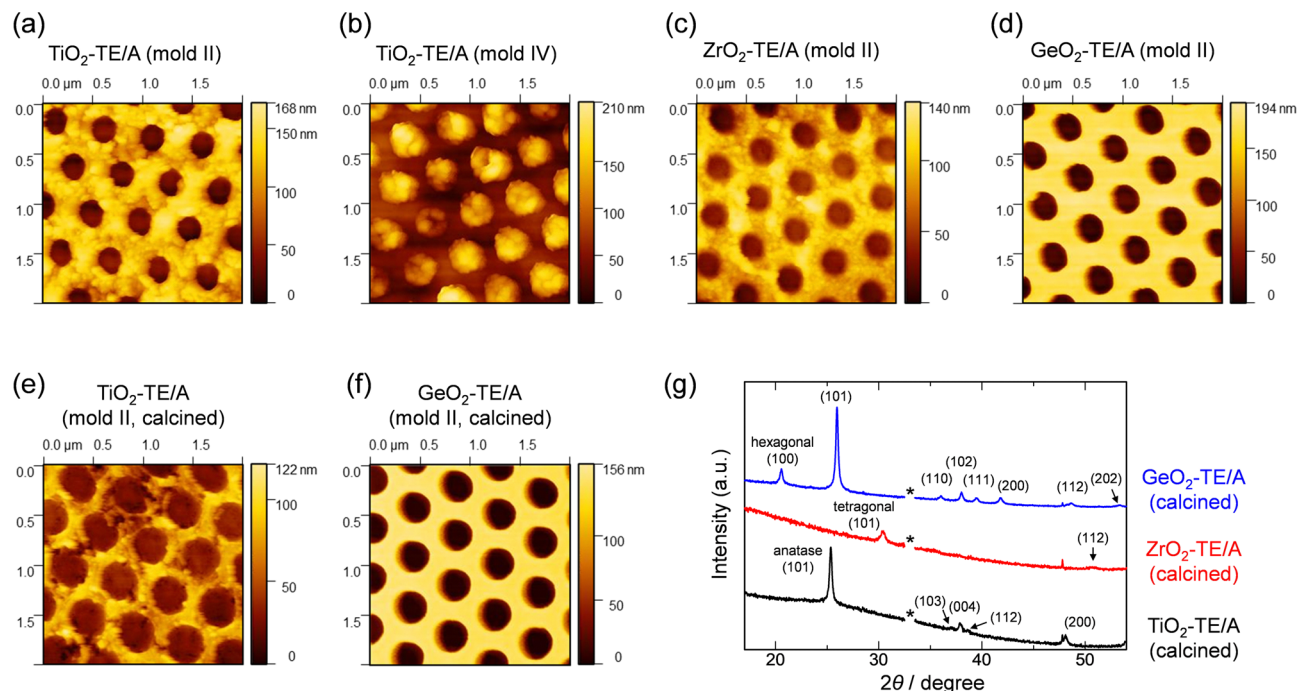 (a)
TiO2-TE/A (mold II)
0.0 µm 0.5 1.0 1.5
0.0
0.5
1.0
1.5
168 nm
150 nm
100
50
0
(b)
TiO2-TE/A (mold IV)
0.0 µm 0.5 1.0 1.5
0.0
0.5
1.0
1.5
210 nm
150
100
50
0
(c)
ZrO2-TE/A (mold II)
0.0 µm 0.5 1.0 1.5
0.0
0.5
1.0
1.5
140 nm
100
50
0
(d)
GeO2-TE/A (mold II)
0.0 µm 0.5 1.0 1.5
0.0
0.5
1.0
1.5
194 nm
150
100
50
0
(e)
TiO2-TE/A
(mold II, calcined)
0.0 µm 0.5 1.0 1.5
0.0
0.5
1.0
1.5
122 nm
100
50
0
(f)
GeO2-TE/A
(mold II, calcined)
0.0 µm 0.5 1.0 1.5
0.0
0.5
1.0
1.5
156 nm
100
50
0
(g)
Intensity (a.u.)
hexagonal
(100)
(101)
*
(110)
(102)
(111)
(200)
(112)
(202)
GeO2-TE/A
(calcined)
tetragonal
(101)
*
(112)
ZrO2-TE/A
(calcined)
anatase
(101)
*
(103)
(004)
(112)
(200)
TiO2-TE/A
(calcined)
20 30 40 50
2θ / degree